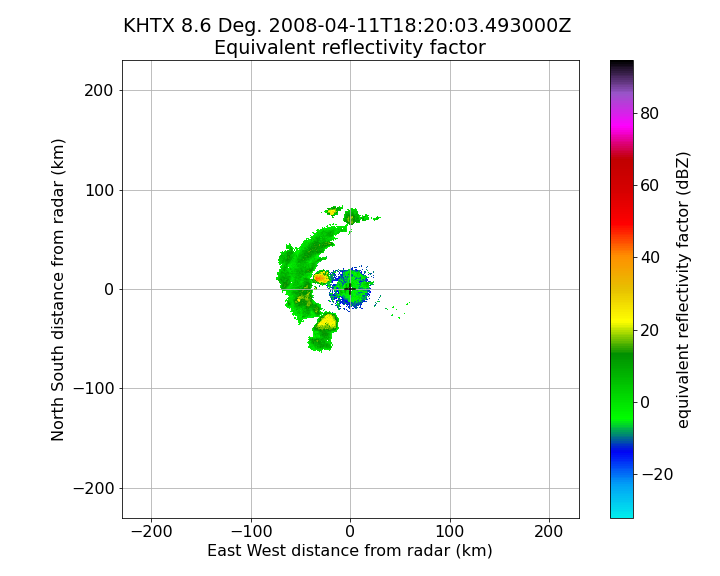 KHTX 8.6 Deg. 2008-04-11T18:20:03.493000Z
Equivalent reflectivity factor
North South distance from radar (km)
200
100
0
−100
−200
−200 −100 0 100 200
East West distance from radar (km)
80
60
40
20
0
−20
equivalent reflectivity factor (dBZ)